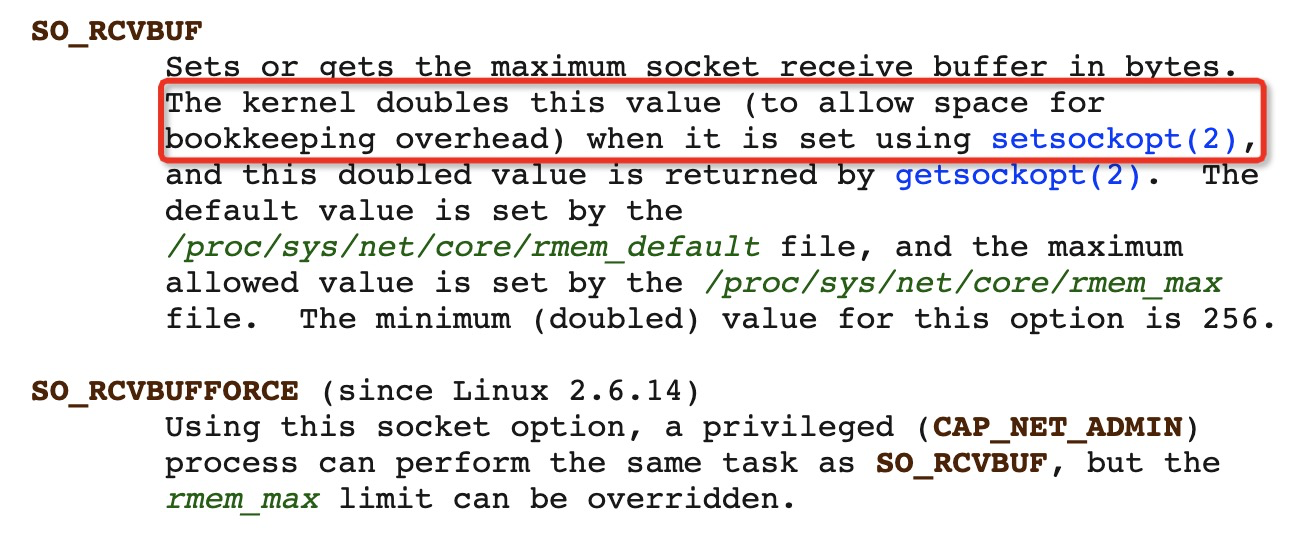 SO_RCVBUF
Sets or gets the maximum socket receive buffer in bytes.
The kernel doubles this value (to allow space for
bookkeeping overhead) when it is set using setsockopt(2),
and this doubled value is returned by getsockopt(2).  The
default value is set by the
/proc/sys/net/core/rmem_default file, and the maximum
allowed value is set by the /proc/sys/net/core/rmem_max
file.  The minimum (doubled) value for this option is 256.
SO_RCVBUFFORCE (since Linux 2.6.14)
Using this socket option, a privileged (CAP_NET_ADMIN)
process can perform the same task as SO_RCVBUF, but the
rmem_max limit can be overridden.